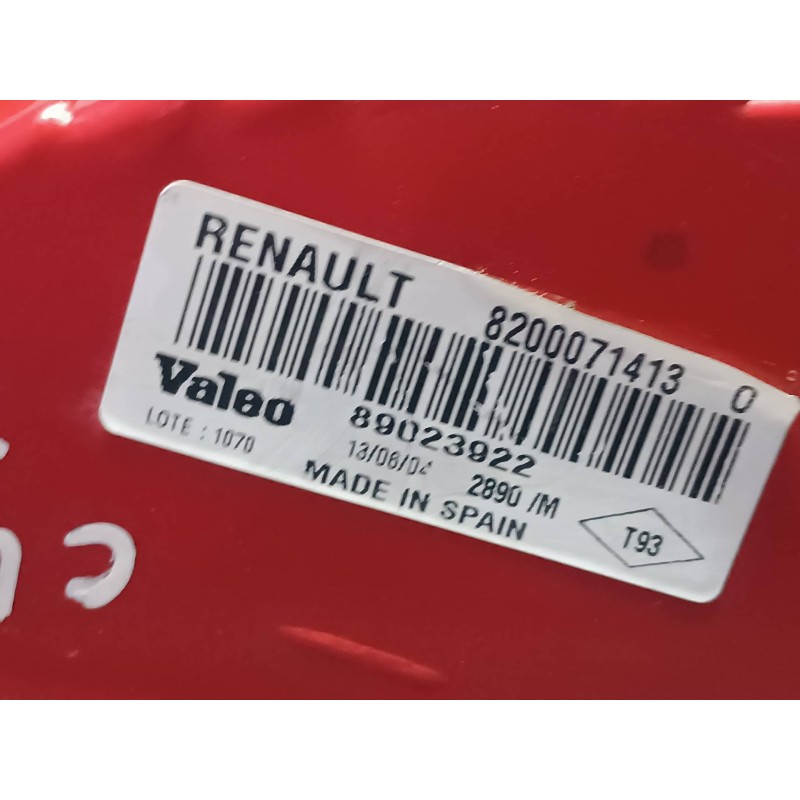 RENAULT
8200071413 0
Valeo 89023922
LOTE : 1070 13/06/04 2890 /M
MADE IN SPAIN
T93